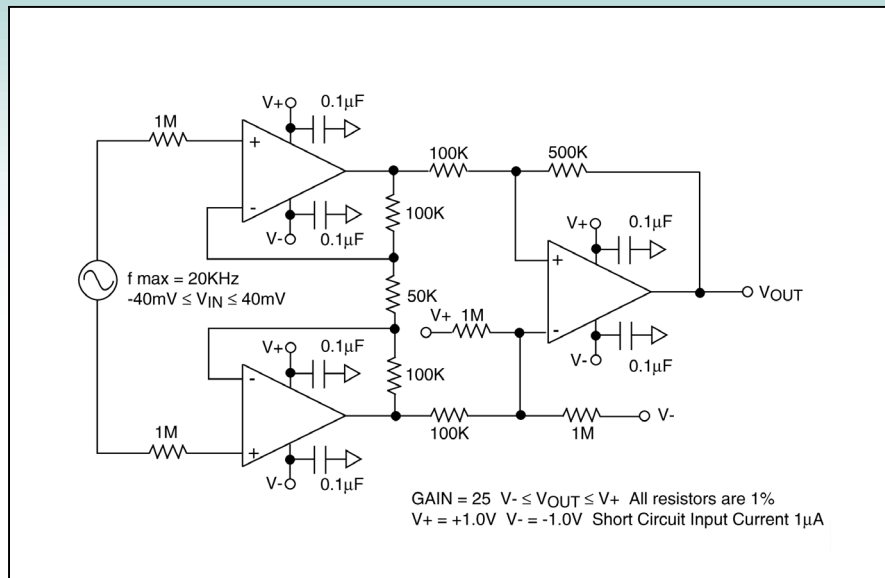 V+ 0.1µF
1M
+
-
V- 0.1µF
100K 500K
100K
V+ 0.1µF
+
-
V- 0.1µF
f max = 20KHz
-40mV ≤ VIN ≤ 40mV
50K
V+ 1M
VOUT
V+ 0.1µF
-
+
100K
1M
V- 0.1µF
100K 1M V-
GAIN = 25 V- ≤ VOUT ≤ V+ All resistors are 1%
V+ = +1.0V V- = -1.0V Short Circuit Input Current 1µA